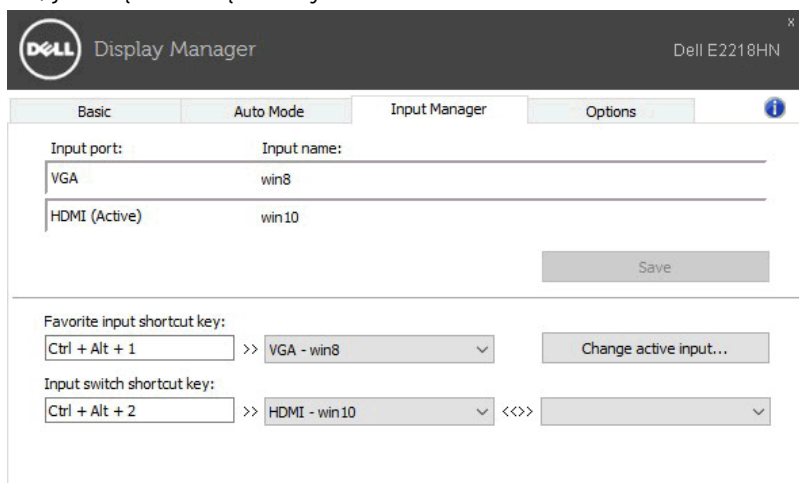 DELL Display Manager
x
Dell E2218HN
Basic Auto Mode Input Manager Options
Input port: Input name:
VGA win8
HDMI (Active) win10
Save
Favorite input shortcut key:
Ctrl + Alt + 1 >> VGA - win8 Change active input...
Input switch shortcut key:
Ctrl + Alt + 2 >> HDMI - win10 <<>>